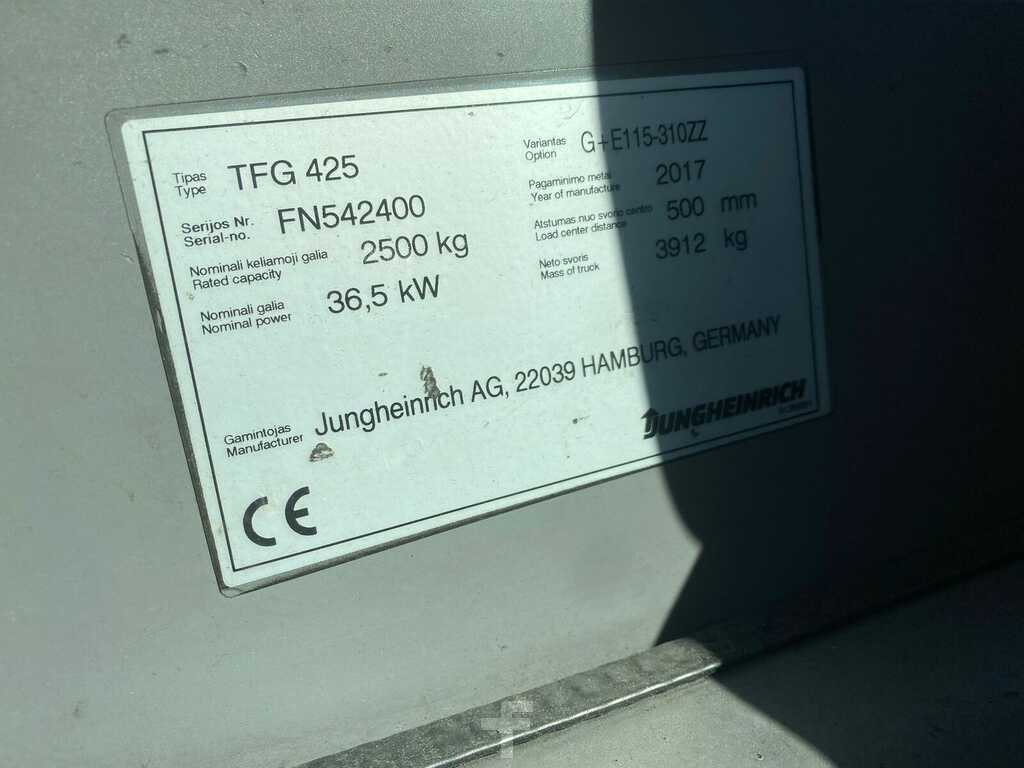 Tipas
Type
TFG 425
Variantas
Option
G+E115-310ZZ
Serijos Nr.
Serial-no.
FN542400
Pagaminimo metai
Year of manufacture
2017
Nominali keliamoji galia
Rated capacity
2500 kg
Atstumas nuo svorio centro
Load center distance
500 mm
Nominali galia
Nominal power
36,5 kW
Neto svoris
Mass of truck
3912 kg
Gamintojas
Manufacturer
Jungheinrich AG, 22039 HAMBURG, GERMANY
JUNGHEINRICH
CE